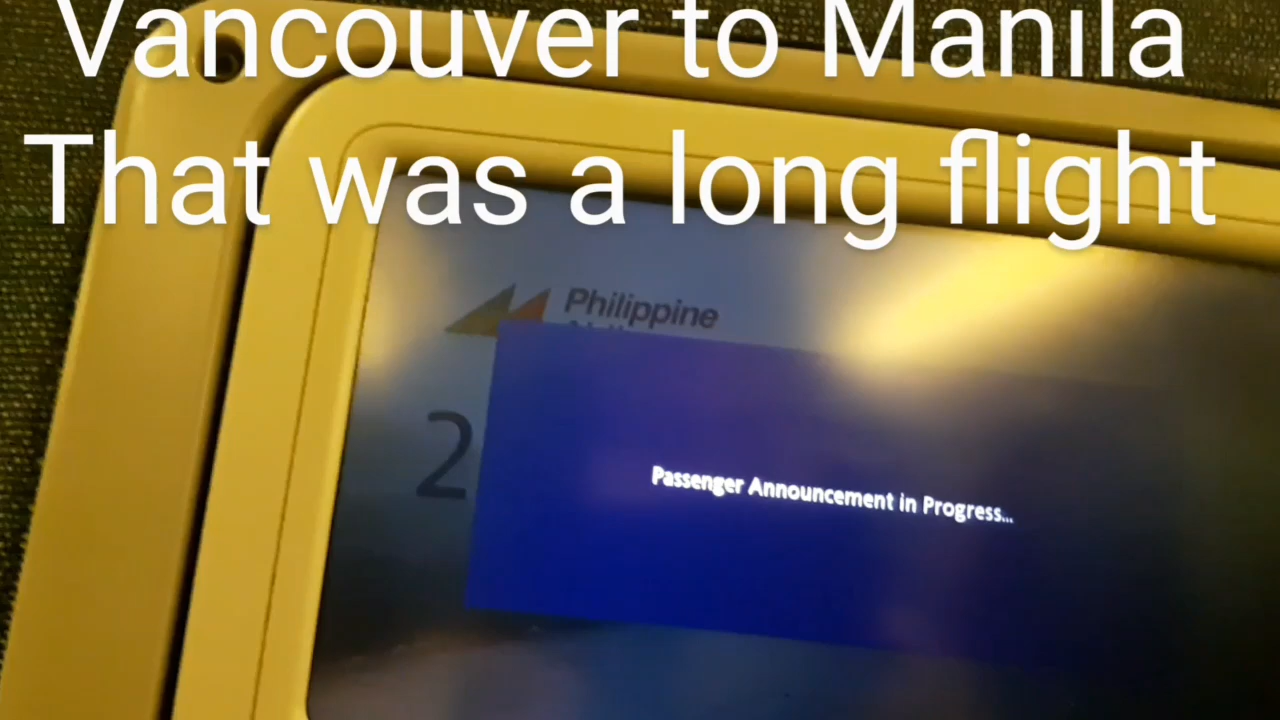 Vancouver to Manila
That was a long flight
Philippine
2
Passenger Announcement in Progress...